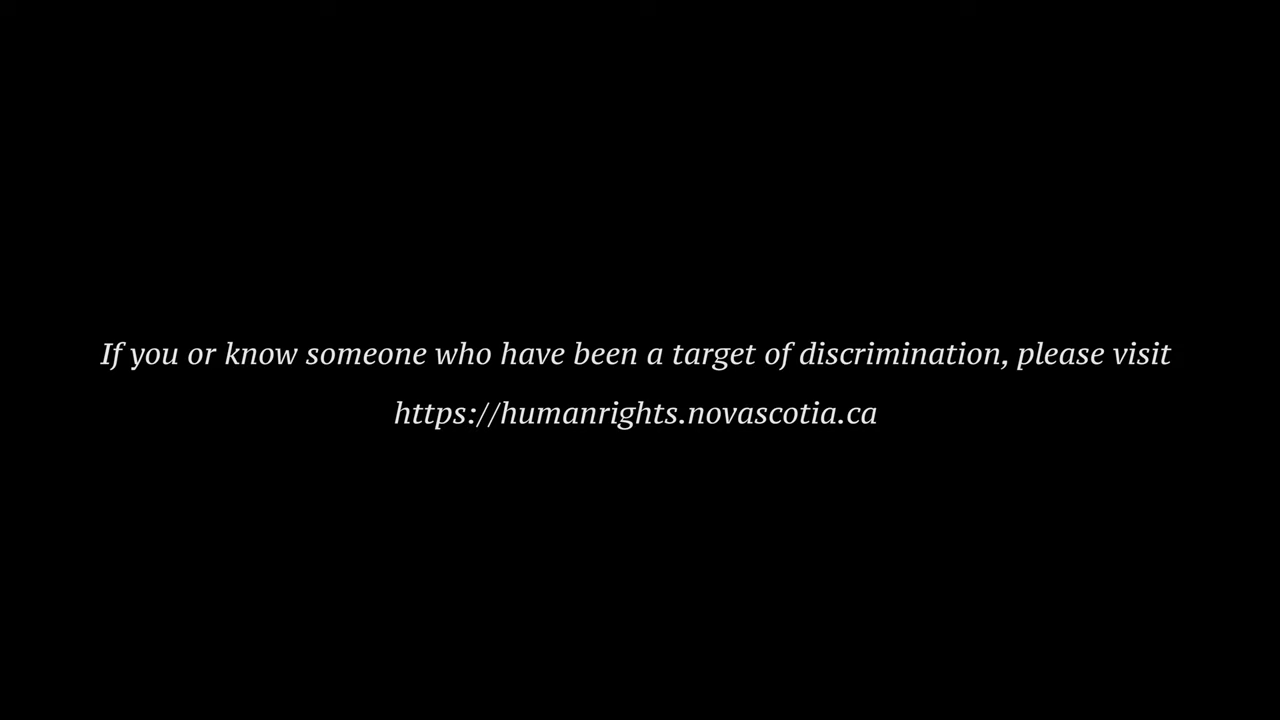 If you or know someone who have been a target of discrimination, please visit
https://humanrights.novascotia.ca